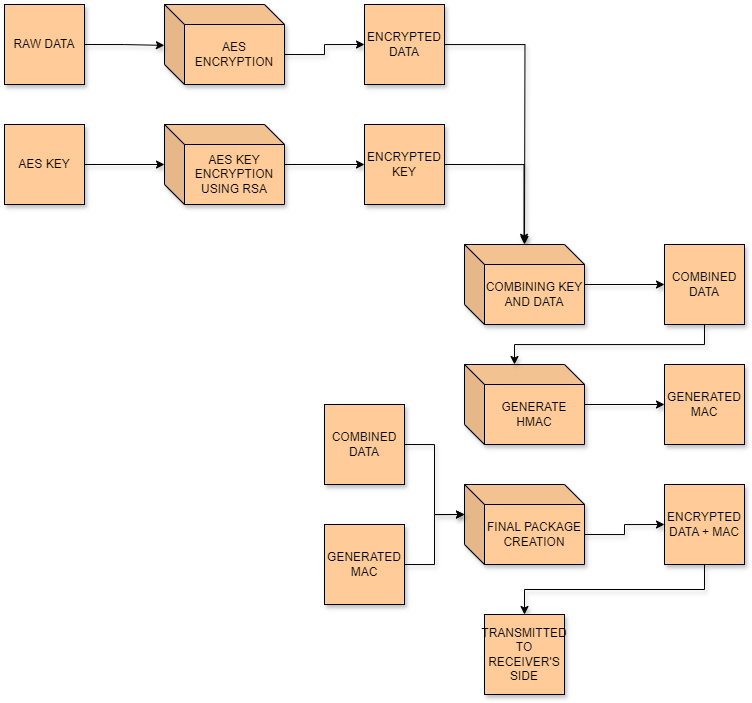 RAW DATA
AES
ENCRYPTION
ENCRYPTED
DATA
AES KEY
AES KEY
ENCRYPTION
USING RSA
ENCRYPTED
KEY
COMBINING KEY
AND DATA
COMBINED
DATA
GENERATE
HMAC
GENERATED
MAC
COMBINED
DATA
GENERATED
MAC
FINAL PACKAGE
CREATION
ENCRYPTED
DATA + MAC
TRANSMITTED
TO
RECEIVER'S
SIDE